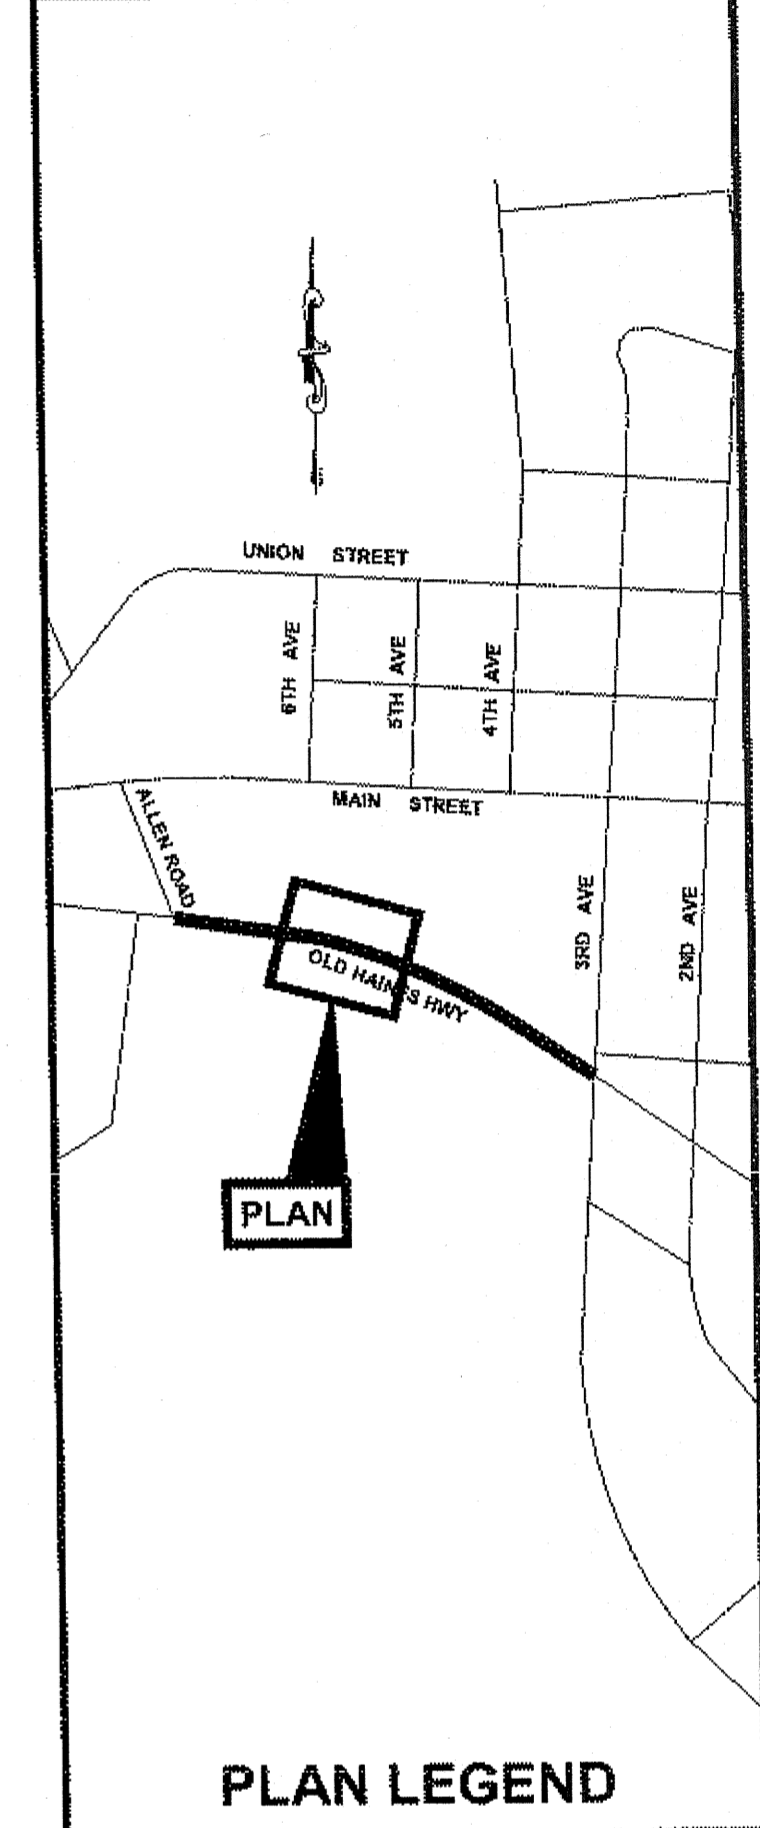 UNION STREET
6TH AVE
5TH AVE
4TH AVE
MAIN STREET
ALLEN ROAD
3RD AVE
2ND AVE
OLD HAINES HWY
PLAN
PLAN LEGEND